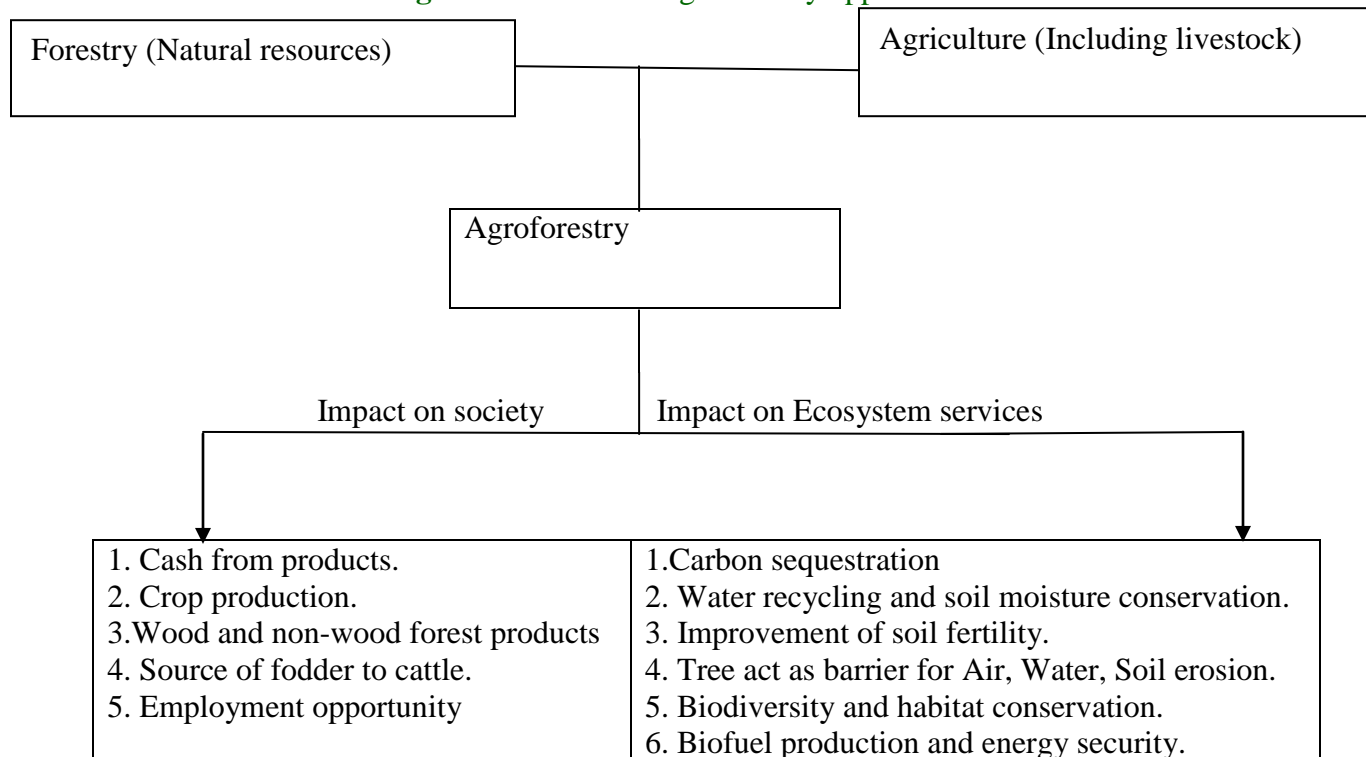 Forestry (Natural resources)
Agriculture (Including livestock)
Agroforestry
Impact on society
Impact on Ecosystem services
1. Cash from products.
2. Crop production.
3.Wood and non-wood forest products
4. Source of fodder to cattle.
5. Employment opportunity
1.Carbon sequestration
2. Water recycling and soil moisture conservation.
3. Improvement of soil fertility.
4. Tree act as barrier for Air, Water, Soil erosion.
5. Biodiversity and habitat conservation.
6. Biofuel production and energy security.